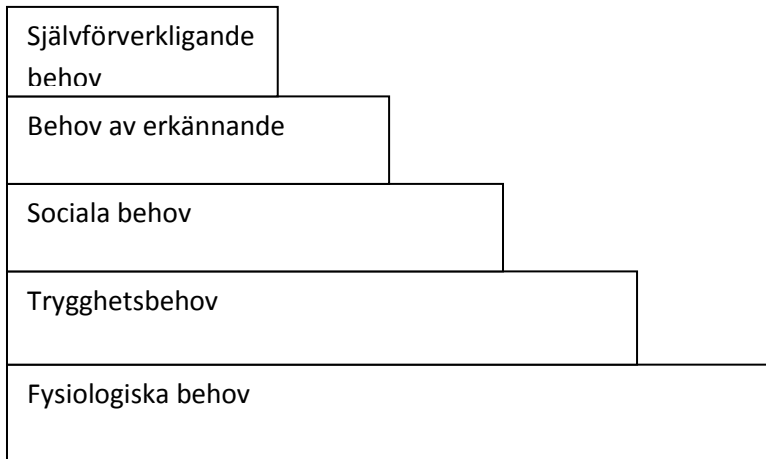 Självförverkligande
behov
Behov av erkännande
Sociala behov
Trygghetsbehov
Fysiologiska behov